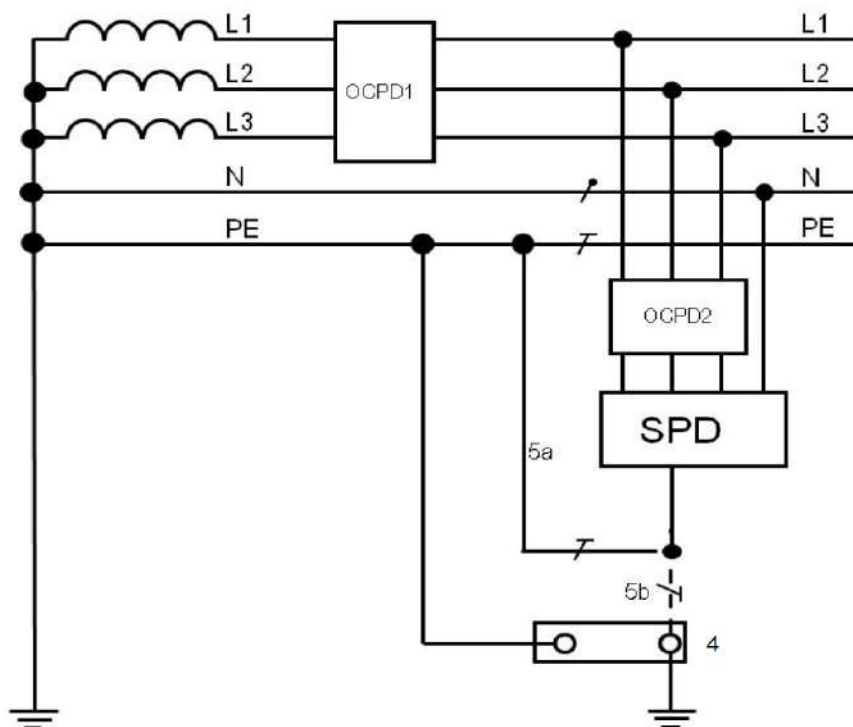 L1 L1
L2 L2
OCPD1
L3 L3
N N
PE PE
OCPD2
SPD
5a
5b
4